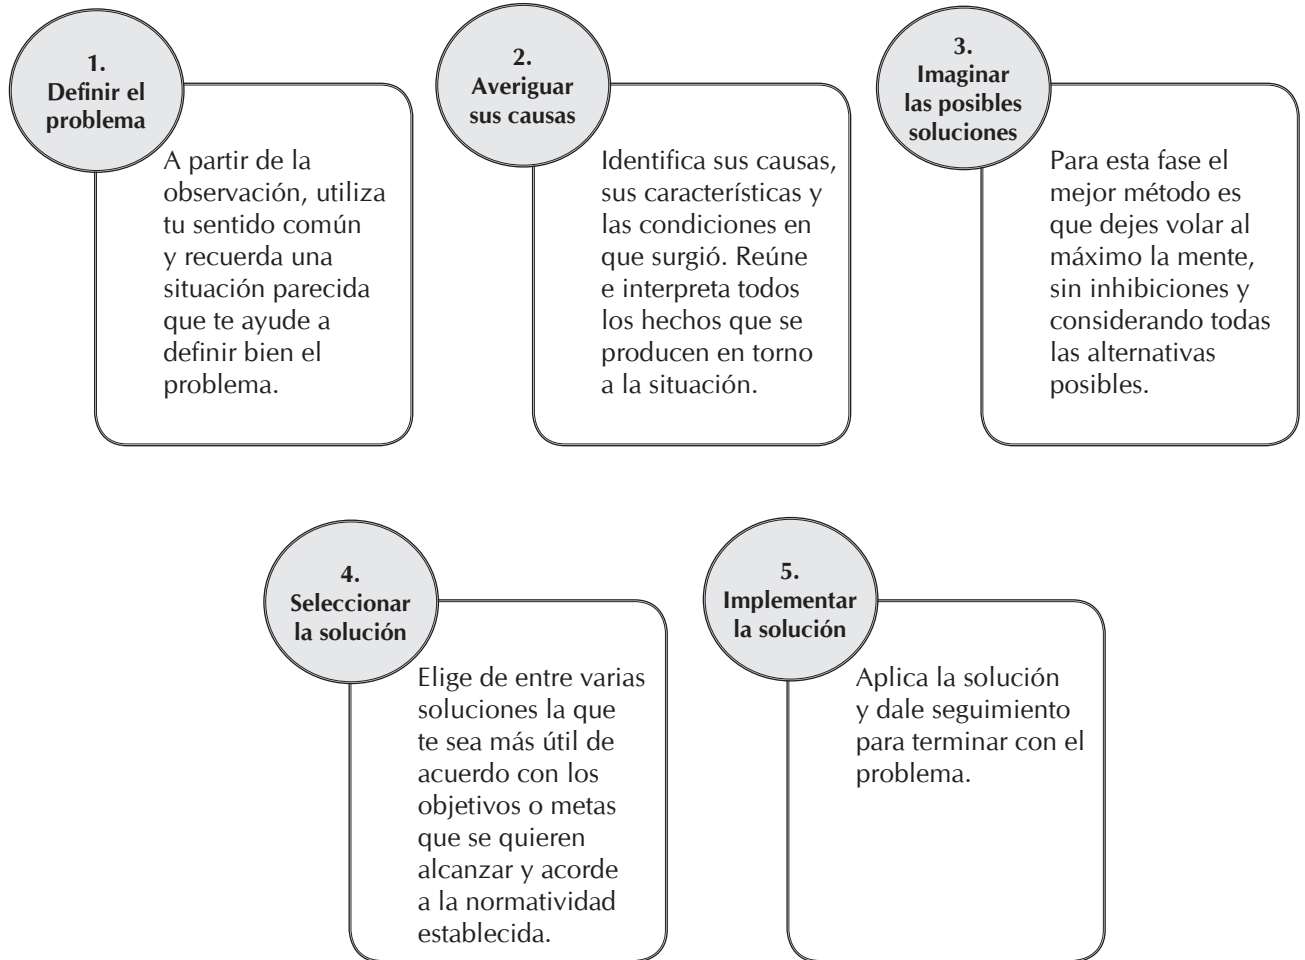 1.
Definir el
problema
A partir de la
observación, utiliza
tu sentido común
y recuerda una
situación parecida
que te ayude a
definir bien el
problema.
2.
Averiguar
sus causas
Identifica sus causas,
sus características y
las condiciones en
que surgió. Reúne
e interpreta todos
los hechos que se
producen en torno
a la situación.
3.
Imaginar
las posibles
soluciones
Para esta fase el
mejor método es
que dejes volar al
máximo la mente,
sin inhibiciones y
considerando todas
las alternativas
posibles.
4.
Seleccionar
la solución
Elige de entre varias
soluciones la que
te sea más útil de
acuerdo con los
objetivos o metas
que se quieren
alcanzar y acorde
a la normatividad
establecida.
5.
Implementar
la solución
Aplica la solución
y dale seguimiento
para terminar con el
problema.